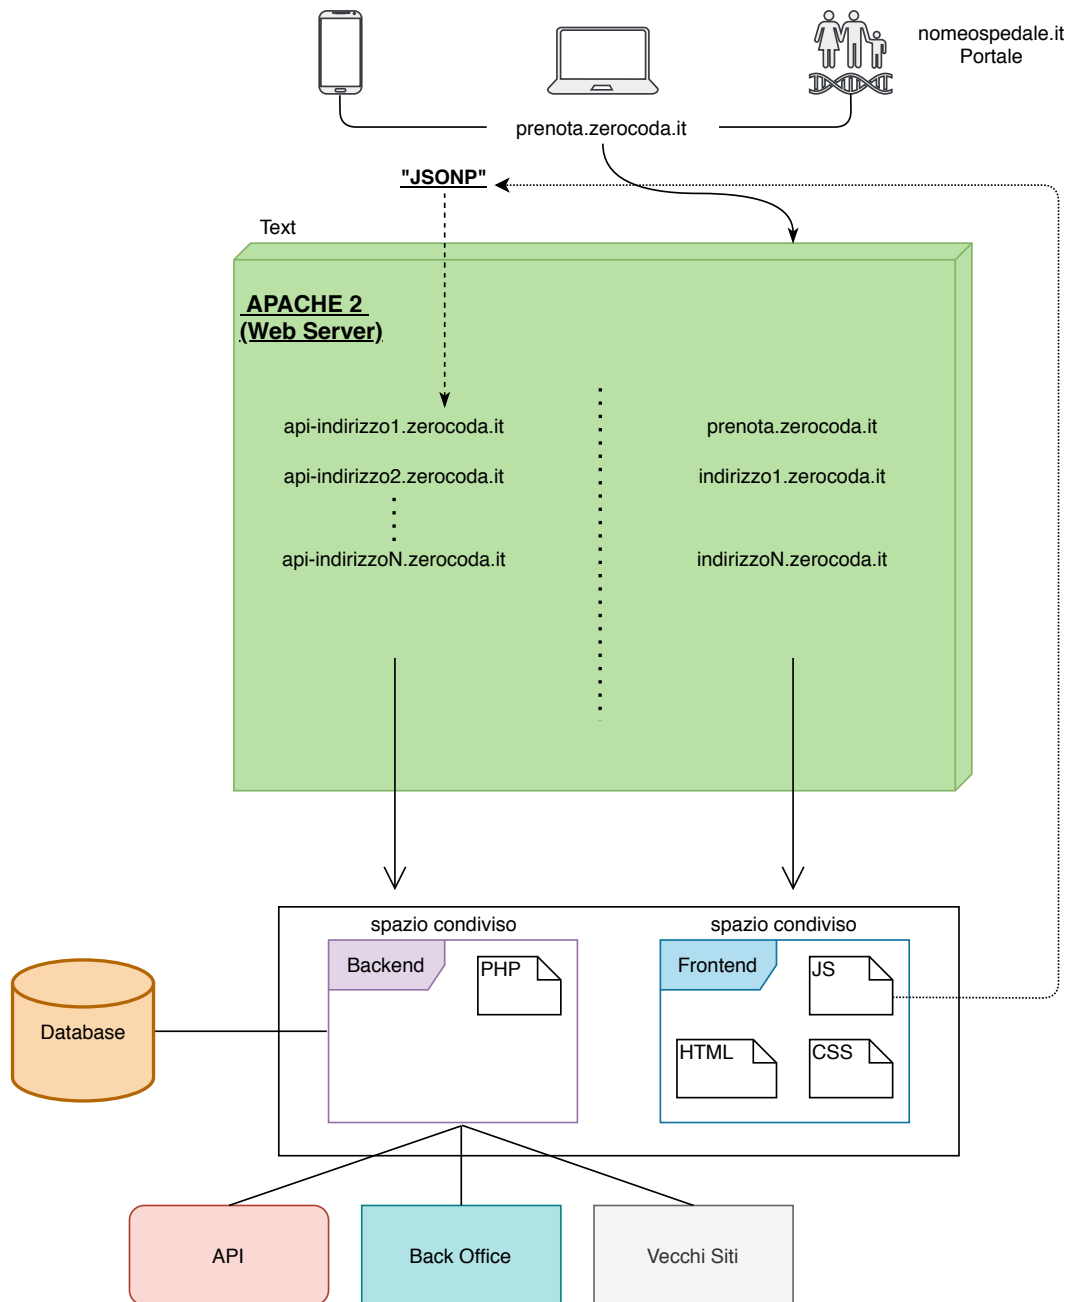 nomeospedale.it
Portale
prenota.zerocoda.it
"JSONP"
Text
APACHE 2
(Web Server)
api-indirizzo1.zerocoda.it
prenota.zerocoda.it
api-indirizzo2.zerocoda.it
indirizzo1.zerocoda.it
api-indirizzoN.zerocoda.it
indirizzoN.zerocoda.it
spazio condiviso
spazio condiviso
Backend
PHP
Frontend
JS
Database
HTML
CSS
API
Back Office
Vecchi Siti